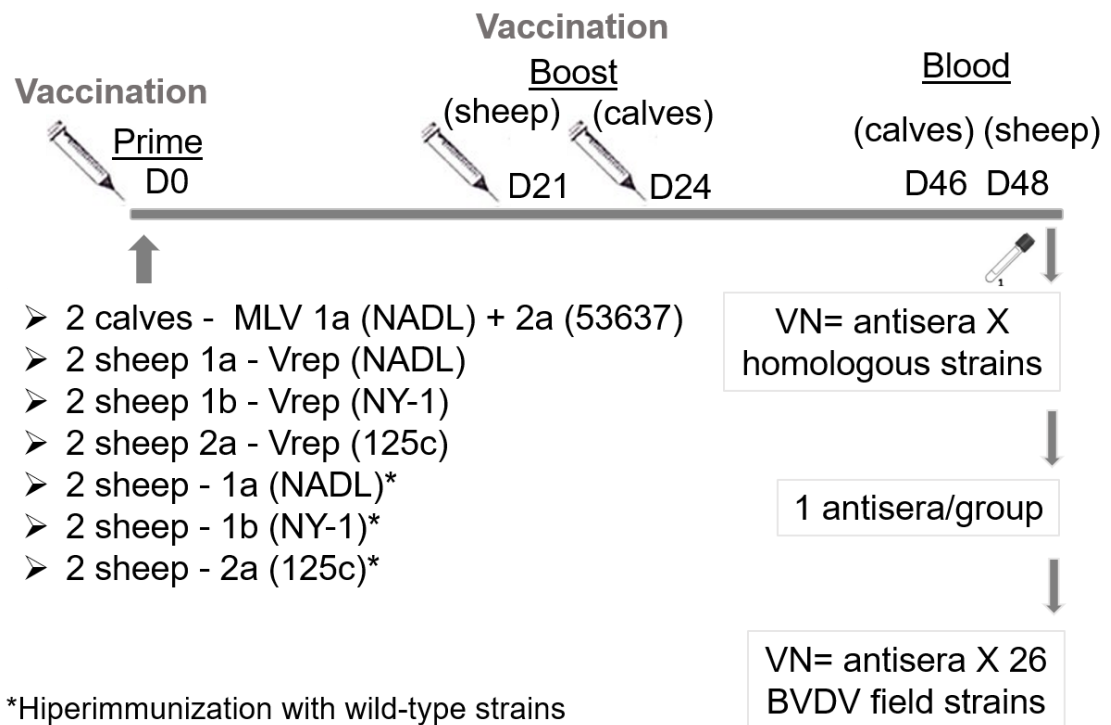 Vaccination
Prime
D0
Vaccination
Boost
(sheep) (calves)
D21 D24
Blood
(calves) (sheep)
D46 D48
1
➤ 2 calves - MLV 1a (NADL) + 2a (53637)
➤ 2 sheep 1a - Vrep (NADL)
➤ 2 sheep 1b - Vrep (NY-1)
➤ 2 sheep 2a - Vrep (125c)
➤ 2 sheep - 1a (NADL)*
➤ 2 sheep - 1b (NY-1)*
➤ 2 sheep - 2a (125c)*
*Hiperimmunization with wild-type strains
VN= antisera X
homologous strains
1 antisera/group
VN= antisera X 26
BVDV field strains